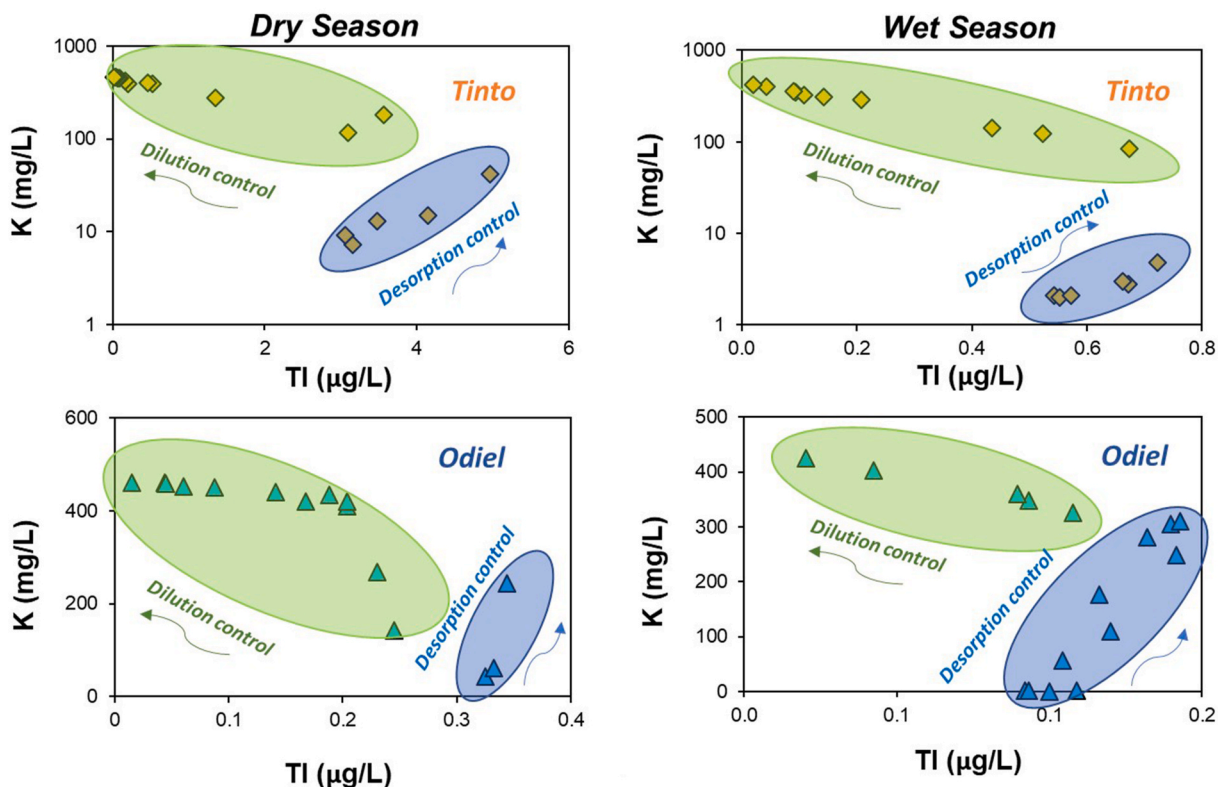 Dry Season
Wet Season
1000
100
10
1
K (mg/L)
Tinto
Dilution control
Desorption control
0
2
4
6
Tl (µg/L)
1000
100
10
1
K (mg/L)
Tinto
Dilution control
Desorption control
0.0
0.2
0.4
0.6
0.8
Tl (µg/L)
600
400
200
0
K (mg/L)
Odiel
Dilution control
Desorption control
0
0.1
0.2
0.3
0.4
Tl (µg/L)
500
400
300
200
100
0
K (mg/L)
Odiel
Dilution control
Desorption control
0.0
0.1
0.1
0.2
Tl (µg/L)